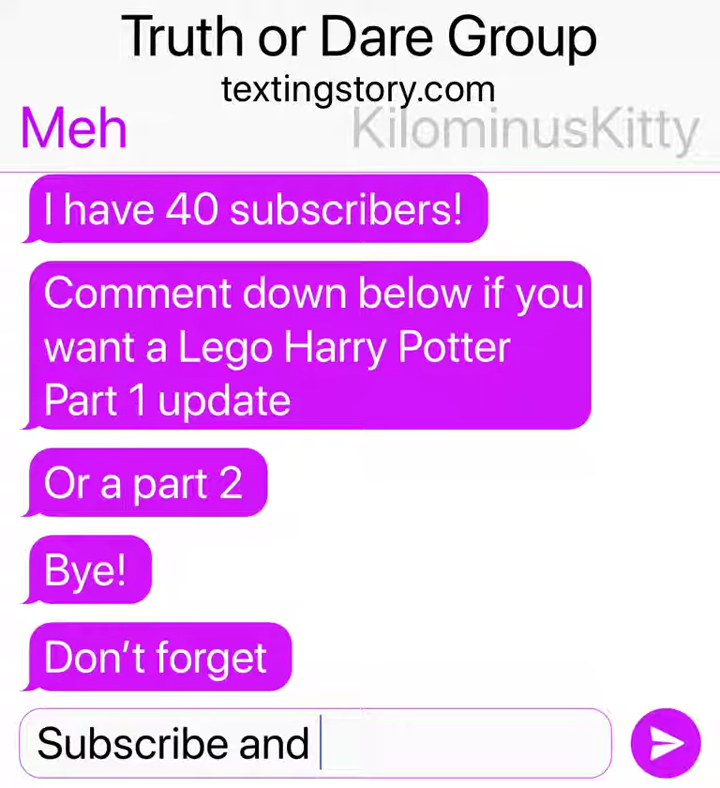 Truth or Dare Group
textingstory.com
Meh
KilominusKitty
I have 40 subscribers!
Comment down below if you
want a Lego Harry Potter
Part 1 update
Or a part 2
Bye!
Don't forget
Subscribe and